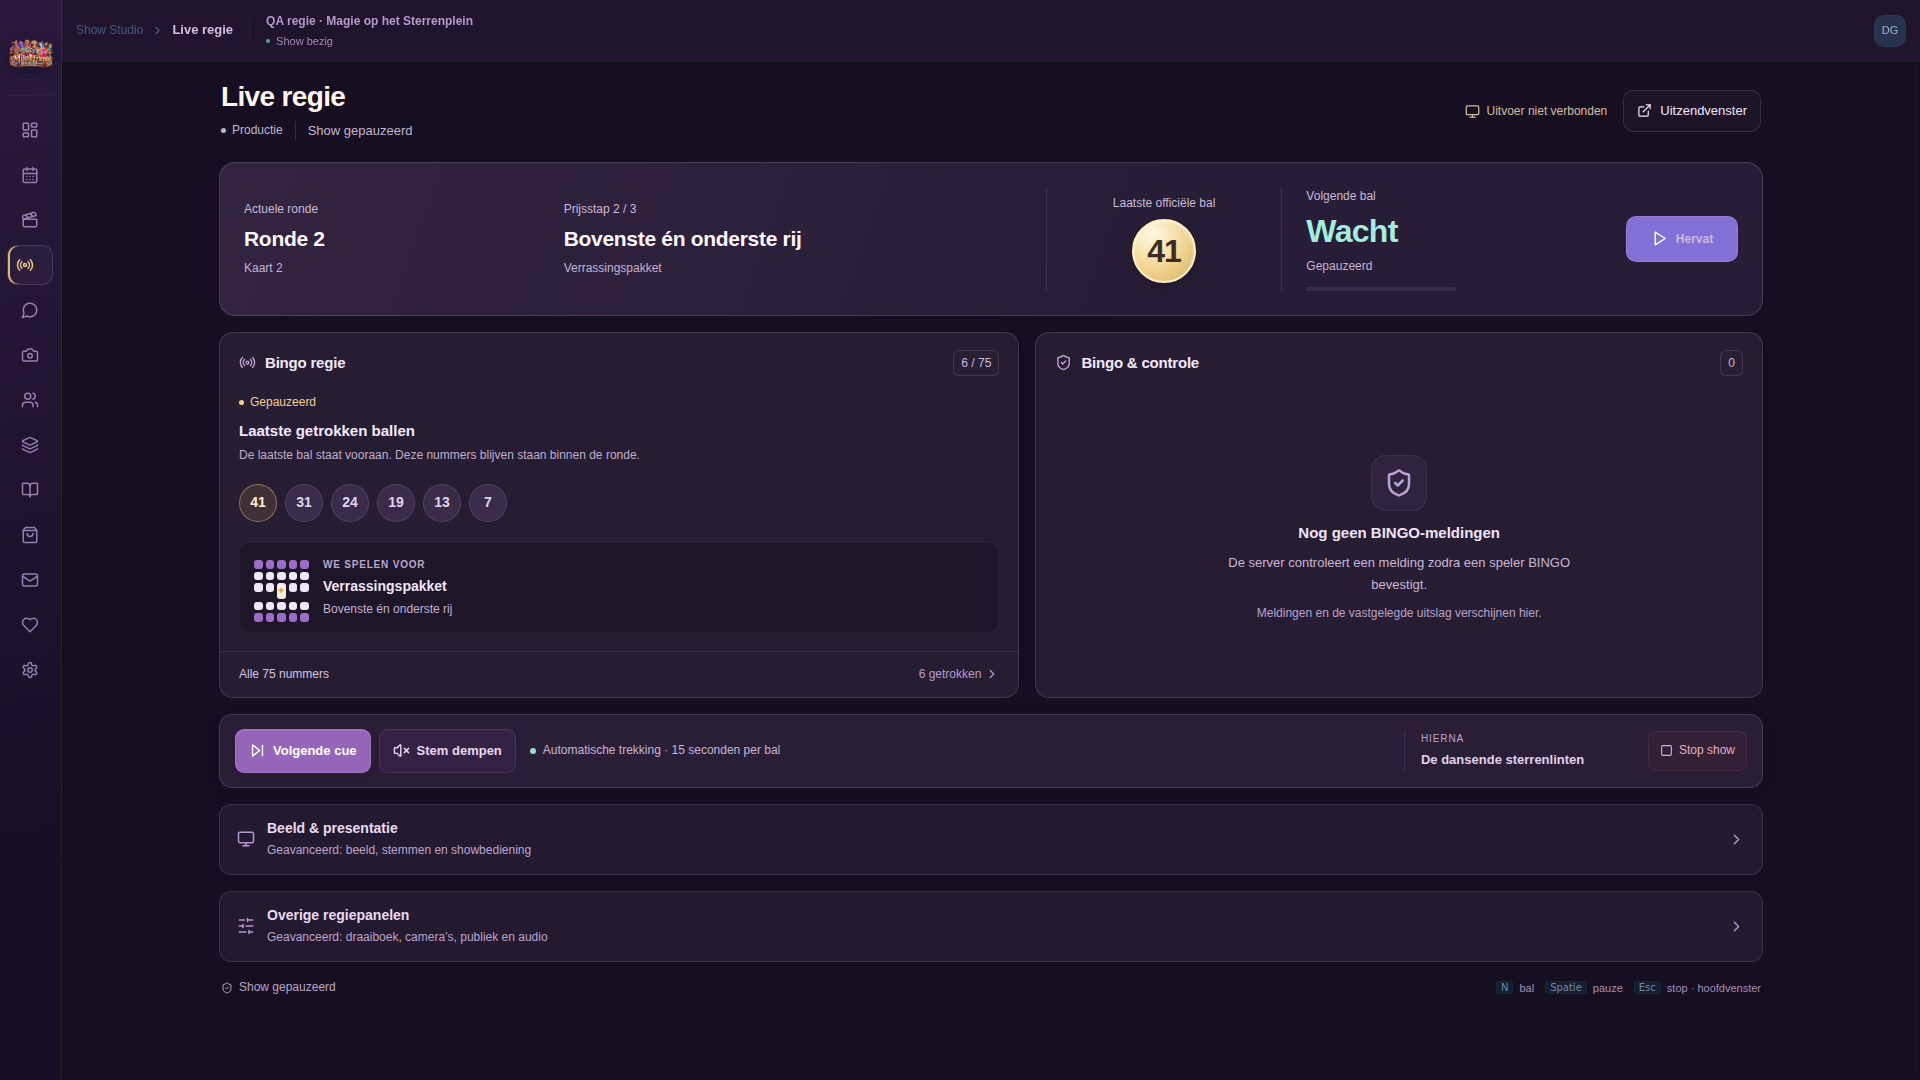 Show Studio
Live regie
QA regie · Magie op het Sterrenplein
Show bezig
DG
Live regie
Productie
Show gepauzeerd
Uitvoer niet verbonden
Uitzendvenster
Actuele ronde
Ronde 2
Kaart 2
Prijsstap 2 / 3
Bovenste én onderste rij
Verrassingspakket
Laatste officiële bal
41
Volgende bal
Wacht
Gepauzeerd
Hervat
Bingo regie
6 / 75
Gepauzeerd
Laatste getrokken ballen
De laatste bal staat vooraan. Deze nummers blijven staan binnen de ronde.
41 31 24 19 13 7
WE SPELEN VOOR
Verrassingspakket
Bovenste én onderste rij
Alle 75 nummers
6 getrokken
Bingo & controle
0
Nog geen BINGO-meldingen
De server controleert een melding zodra een speler BINGO
bevestigt.
Meldingen en de vastgelegde uitslag verschijnen hier.
Volgende cue
Stem dempen
Automatische trekking · 15 seconden per bal
HIERNA
De dansende sterrenlinten
Stop show
Beeld & presentatie
Geavanceerd: beeld, stemmen en showbediening
Overige regiepanelen
Geavanceerd: draaiboek, camera's, publiek en audio
Show gepauzeerd
N bal Spatie pauze Esc stop · hoofdvenster